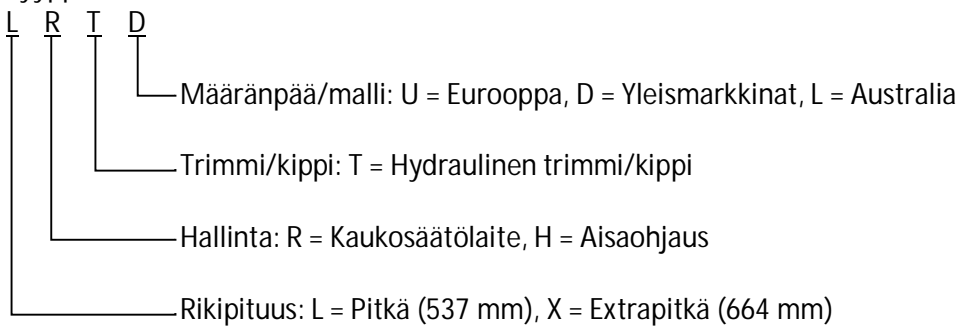 L R T D
Määränpää/malli: U = Eurooppa, D = Yleismarkkinat, L = Australia
Trimmi/kippi: T = Hydraulinen trimmi/kippi
Hallinta: R = Kaukosäätölaite, H = Aisaohjaus
Rikipituus: L = Pitkä (537 mm), X = Extrapitkä (664 mm)